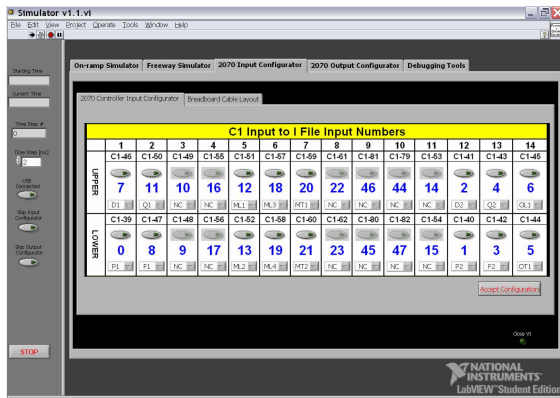 Simulator v1.1.vi
File Edit View Project Operate Tools Window Help
On-ramp Simulator Freeway Simulator 2070 Input Configurator 2070 Output Configurator Debugging Tools
Starting Time
Current Time
Time Step #
0
Time Step (ms)
2
USB Connected
Skip Input Configurator
Skip Output Configurator
STOP
2070 Controller Input Configurator Breadboard Cable Layout
C1 Input to I File Input Numbers
1 2 3 4 5 6 7 8 9 10 11 12 13 14
UPPER
C1-46 C1-50 C1-49 C1-55 C1-51 C1-57 C1-59 C1-61 C1-81 C1-79 C1-53 C1-41 C1-43 C1-45
7 11 10 16 12 18 20 22 46 44 14 2 4 6
D1 Q1 NC NC ML1 ML3 MT1 NC NC NC NC D2 Q2 OL1
LOWER
C1-39 C1-47 C1-48 C1-56 C1-52 C1-58 C1-60 C1-62 C1-80 C1-82 C1-54 C1-40 C1-42 C1-44
0 8 9 17 13 19 21 23 45 47 15 1 3 5
P1 F1 NC NC ML2 ML4 MT2 NC NC NC NC P2 F2 OT1
Accept Configuration
Close VI
NATIONAL INSTRUMENTS
LabVIEW Student Edition